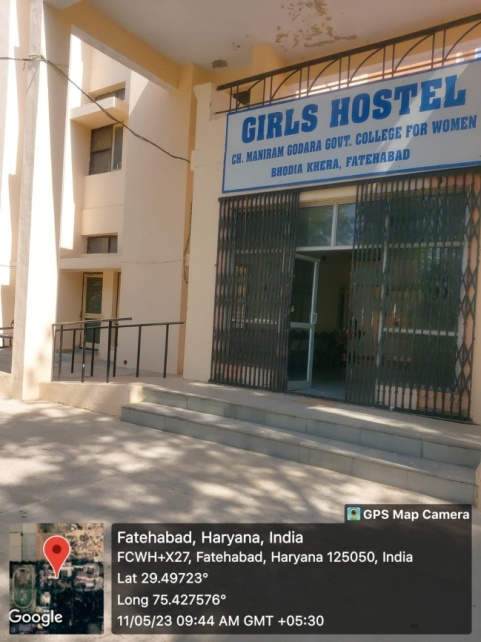 GIRLS HOSTEL
CH. MANIRAM GODARA GOVT. COLLEGE FOR WOMEN
BHODIA KHERA, FATEHABAD
GPS Map Camera
Fatehabad, Haryana, India
FCWH+X27, Fatehabad, Haryana 125050, India
Lat 29.49723°
Long 75.427576°
11/05/23 09:44 AM GMT +05:30
Google